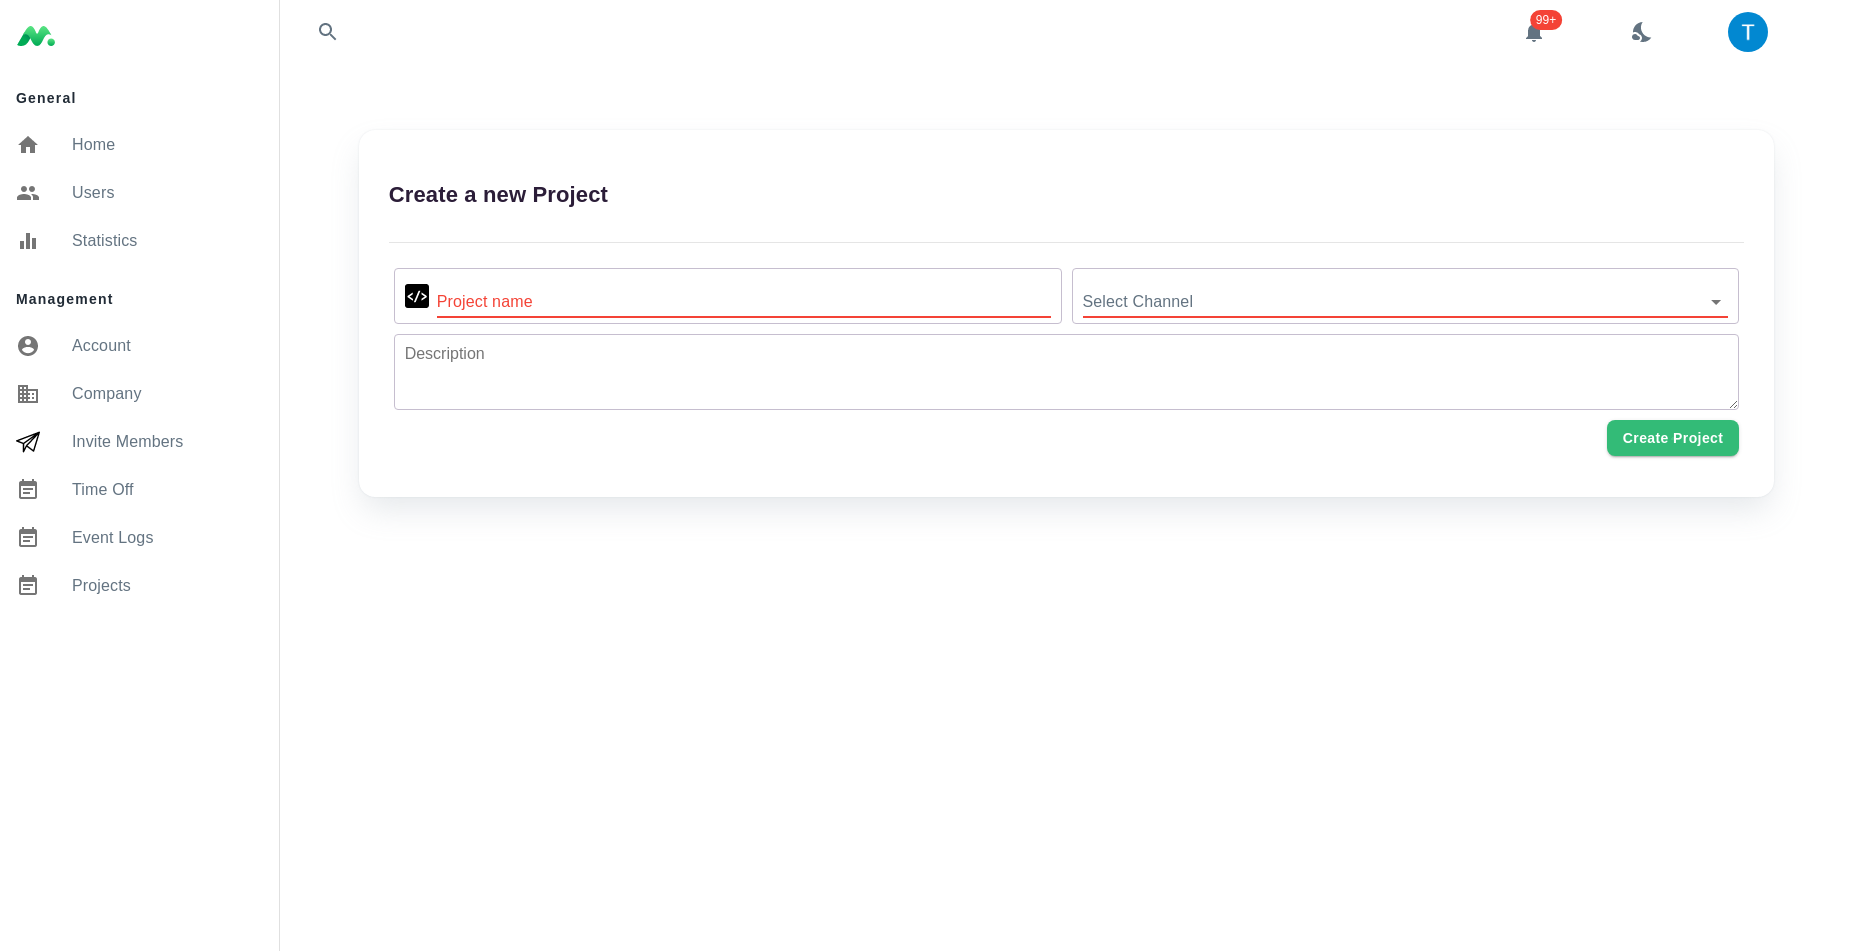 99+
T
General
Home
Users
Statistics
Management
Account
Company
Invite Members
Time Off
Event Logs
Projects
Create a new Project
</> Project name
Select Channel
Description
Create Project